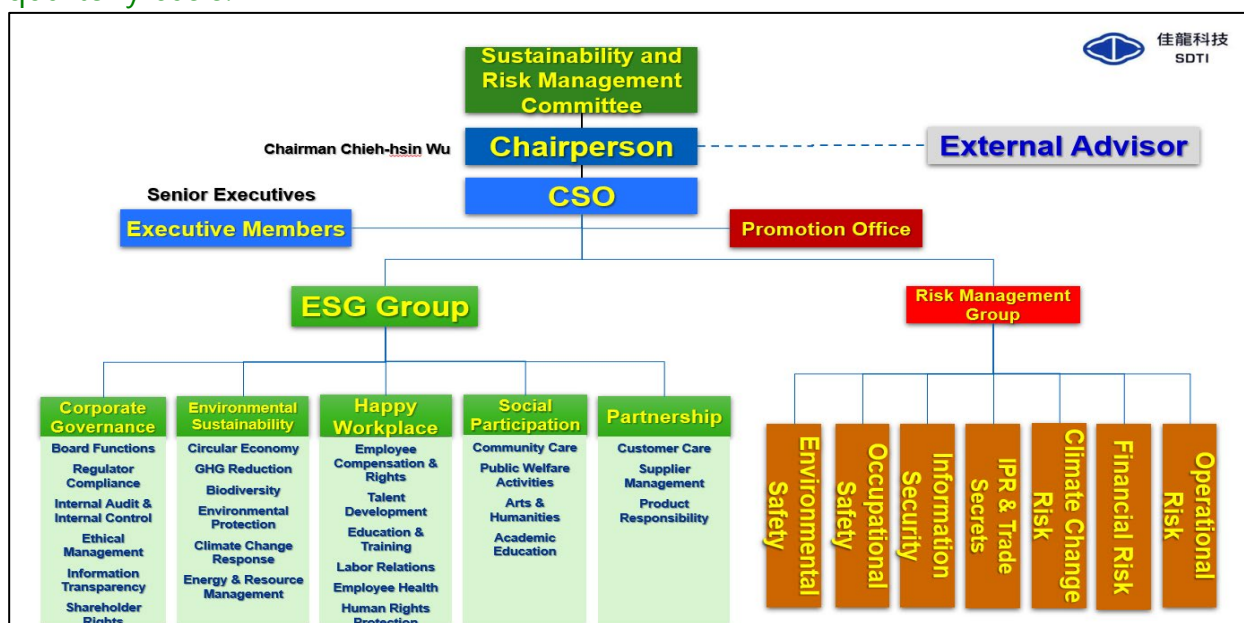 佳龍科技
SDTI
Sustainability and
Risk Management
Committee
Chairman Chieh-hsin Wu
Chairperson
External Advisor
Senior Executives
CSO
Executive Members
Promotion Office
ESG Group
Risk Management
Group
Corporate
Governance
Board Functions
Regulator
Compliance
Internal Audit &
Internal Control
Ethical
Management
Information
Transparency
Shareholder
Rights
Environmental
Sustainability
Circular Economy
GHG Reduction
Biodiversity
Environmental
Protection
Climate Change
Response
Energy & Resource
Management
Happy
Workplace
Employee
Compensation &
Rights
Talent
Development
Education &
Training
Labor Relations
Employee Health
Human Rights
Protection
Social
Participation
Community Care
Public Welfare
Activities
Arts &
Humanities
Academic
Education
Partnership
Customer Care
Supplier
Management
Product
Responsibility
Environmental
Safety
Occupational
Safety
Information
Security
IPR & Trade
Secrets
Climate Change
Risk
Financial Risk
Operational
Risk